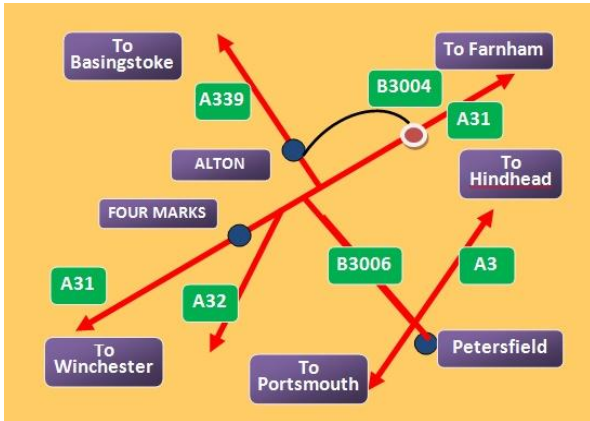 To
Basingstoke
To Farnham
B3004
A339
A31
ALTON
To
Hindhead
FOUR MARKS
B3006
A3
A31
A32
To
Winchester
To
Portsmouth
Petersfield